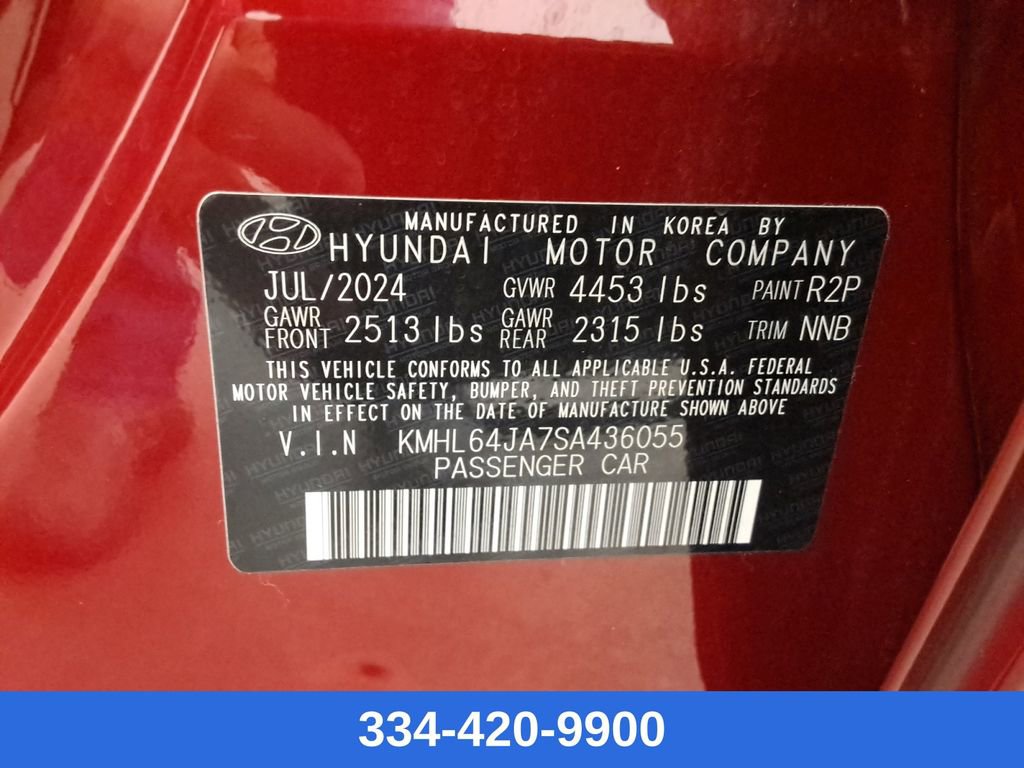 MANUFACTURED IN KOREA BY
HYUNDAI MOTOR COMPANY
JUL/2024 GVWR 4453 lbs PAINT R2P
GAWR FRONT 2513 lbs GAWR REAR 2315 lbs TRIM NNB
THIS VEHICLE CONFORMS TO ALL APPLICABLE U.S.A. FEDERAL
MOTOR VEHICLE SAFETY, BUMPER, AND THEFT PREVENTION STANDARDS
IN EFFECT ON THE DATE OF MANUFACTURE SHOWN ABOVE
V.I.N KMHL64JA7SA436055
PASSENGER CAR
334-420-9900